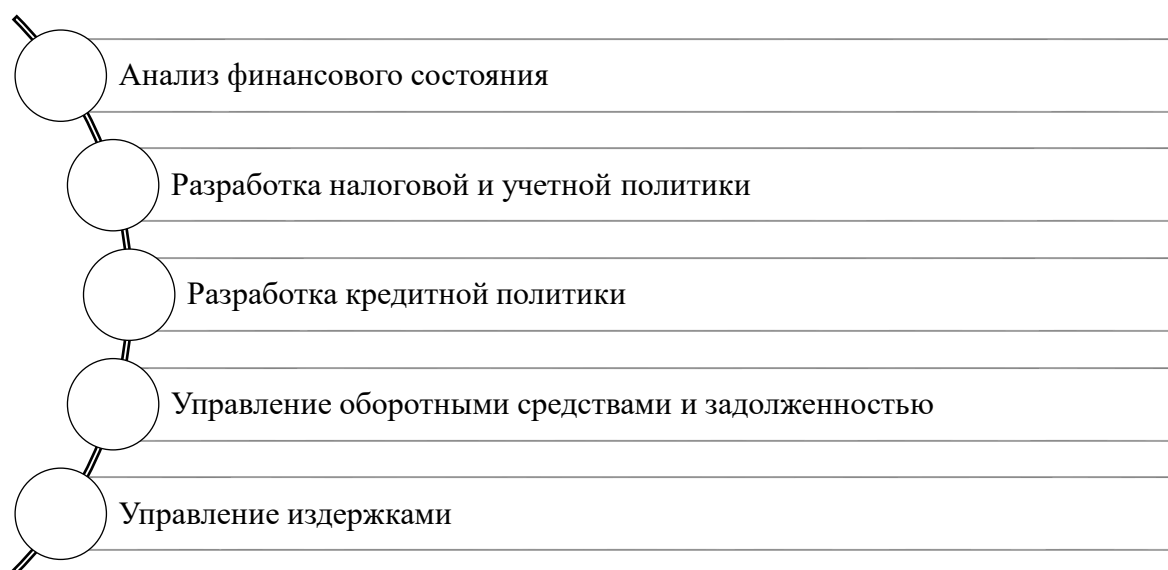 Анализ финансового состояния
Разработка налоговой и учетной политики
Разработка кредитной политики
Управление оборотными средствами и задолженностью
Управление издержками